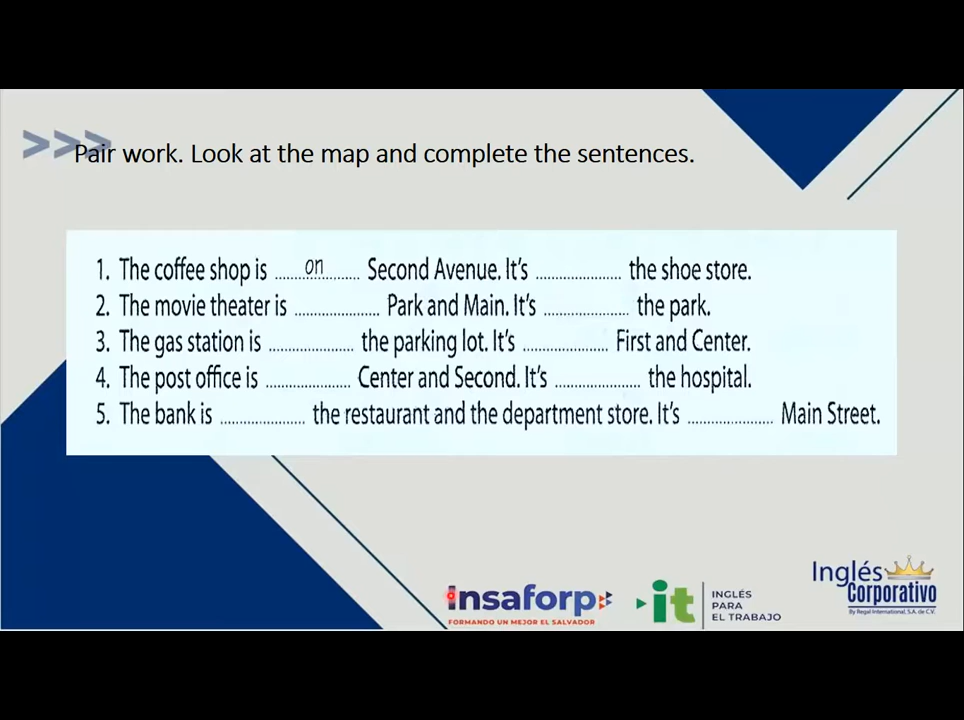 >>>
Pair work. Look at the map and complete the sentences.
1. The coffee shop is ......on...... Second Avenue. It's ...................... the shoe store.
2. The movie theater is ...................... Park and Main. It's ...................... the park.
3. The gas station is ...................... the parking lot. It's ...................... First and Center.
4. The post office is ...................... Center and Second. It's ...................... the hospital.
5. The bank is ...................... the restaurant and the department store. It's ...................... Main Street.
Insaforp
FORMANDO UN MEJOR EL SALVADOR
it
INGLÉS
PARA
EL TRABAJO
Inglés
Corporativo
By Regal International, S.A. de C.V.